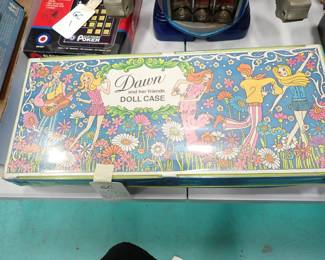 POKER
Dawn
and her friends
DOLL CASE